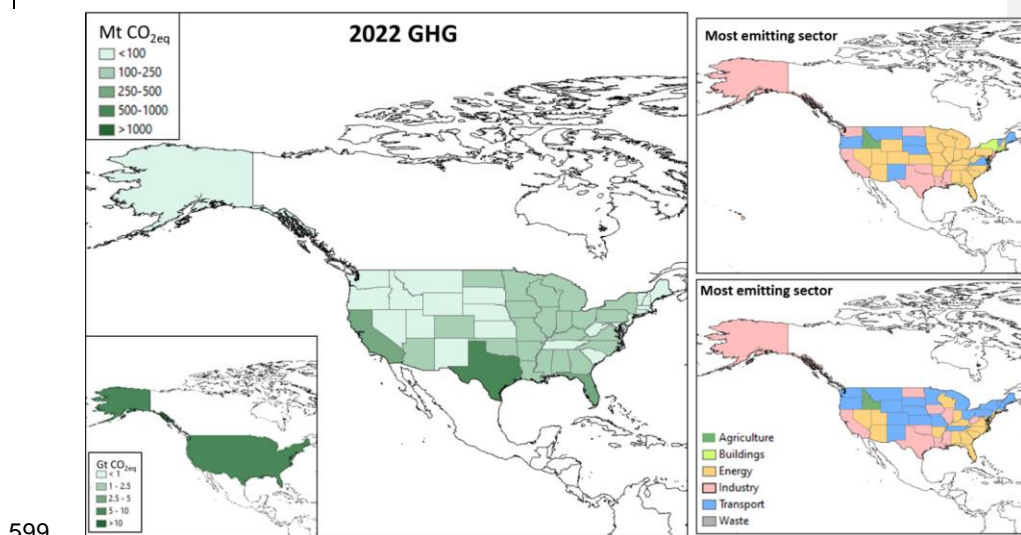 Mt CO2eq
<100
100-250
250-500
500-1000
>1000
2022 GHG
Gt CO2eq
< 1
1 - 2.5
2.5 - 5
5 - 10
>10
Most emitting sector
Most emitting sector
Agriculture
Buildings
Energy
Industry
Transport
Waste
599